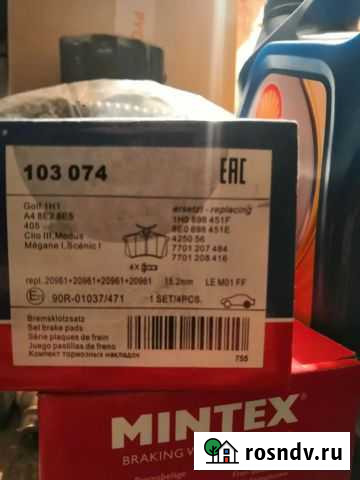 103 074
EAC
Golf 1H1
A4 8E2 8E5
405
Clio III, Modus
Mégane I, Scénic I
ersetzt - replacing
1H0 698 451F
8E0 698 451E
4250 56
7701 207 484
7701 208 416
4X
repl. 20961+20961+20961+20961
15.2mm
LE M01 FF
90R-01037/471
1 SET/4PCS.
Bremsklotzsatz
Set brake pads
Série plaques de frein
Juego pastillas de freno
Комплект тормозных накладок
755
MINTEX
BRAKING
rosndv.ru